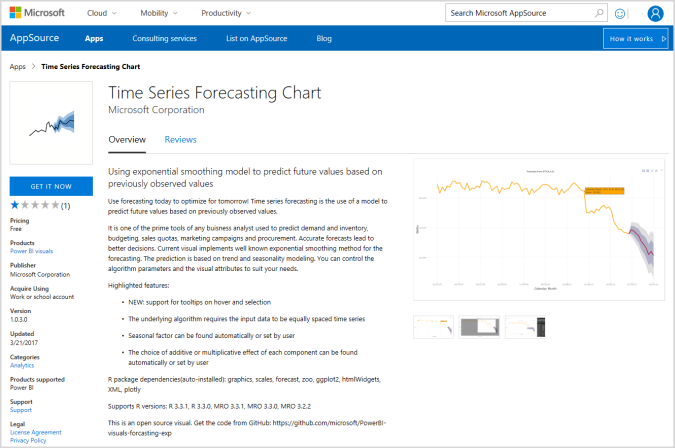 Microsoft
Cloud
Mobility
Productivity
Search Microsoft AppSource
AppSource
Apps
Consulting services
List on AppSource
Blog
How it works
Apps > Time Series Forecasting Chart
Time Series Forecasting Chart
Microsoft Corporation
Overview
Reviews
GET IT NOW
(1)
Pricing
Free
Products
Power BI visuals
Publisher
Microsoft Corporation
Acquire Using
Work or school account
Version
1.0.3.0
Updated
3/21/2017
Categories
Analytics
Products supported
Power BI
Support
Support
Legal
License Agreement
Privacy Policy
Using exponential smoothing model to predict future values based on
previously observed values
Use forecasting today to optimize for tomorrow! Time series forecasting is the use of a model to
predict future values based on previously observed values.
It is one of the prime tools of any business analyst used to predict demand and inventory,
budgeting, sales quotas, marketing campaigns and procurement. Accurate forecasts lead to
better decisions. Current visual implements well known exponential smoothing method for the
forecasting. The prediction is based on trend and seasonality modeling. You can control the
algorithm parameters and the visual attributes to suit your needs.
Highlighted features:
• NEW: support for tooltips on hover and selection
• The underlying algorithm requires the input data to be equally spaced time series
• Seasonal factor can be found automatically or set by user
• The choice of additive or multiplicative effect of each component can be found
automatically or set by user
R package dependencies(auto-installed): graphics, scales, forecast, zoo, ggplot2, htmlWidgets,
XML, plotly
Supports R versions: R 3.3.1, R 3.3.0, MRO 3.3.1, MRO 3.3.0, MRO 3.2.2
This is an open source visual. Get the code from GitHub: https://github.com/microsoft/PowerBI-
visuals-forcasting-exp
Calendar Month